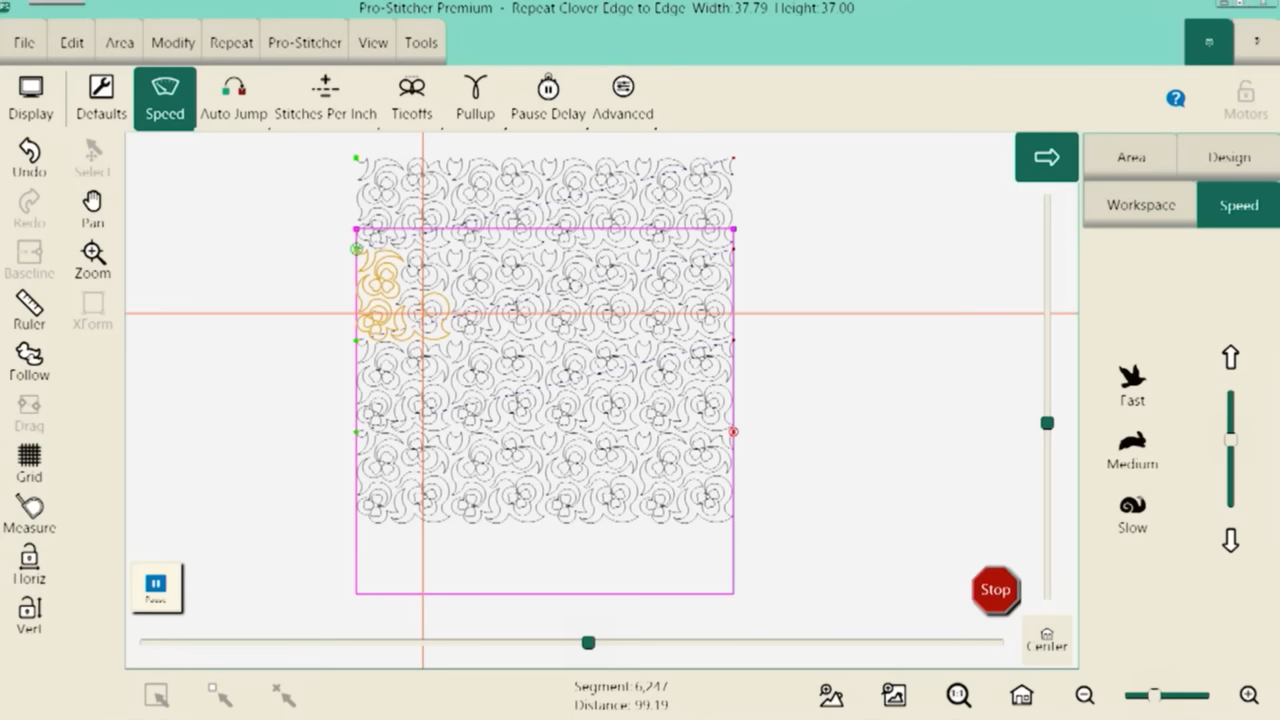 Pro-Stitcher Premium - Repeat Clover Edge to Edge Width:37.79 Height:37.00
File Edit Area Modify Repeat Pro-Stitcher View Tools
Display Defaults Speed Auto Jump Stitches Per Inch Tieoffs Pullup Pause Delay Advanced Motors
Undo Select
Redo Pan
Baseline Zoom
Ruler XForm
Follow
Drag
Grid
Measure
Horiz
Vert
Area Design
Workspace Speed
Fast
Medium
Slow
Pause
Stop
Center
Segment:6,247
Distance: 99.19
1:1